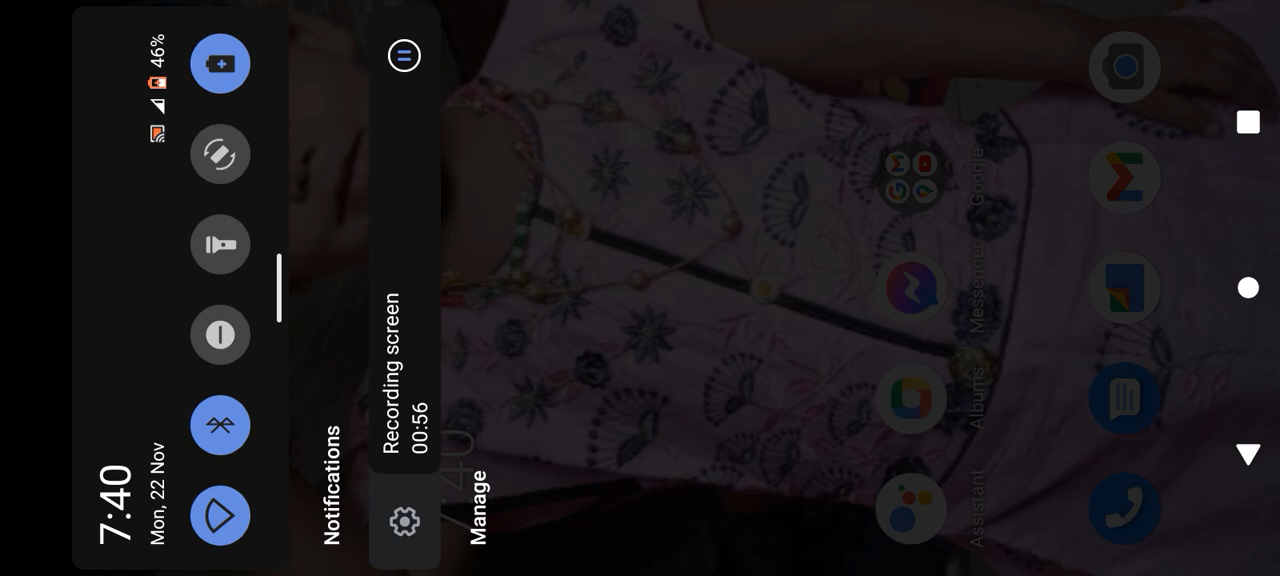 7:40
46%
Mon, 22 Nov
Notifications
Recording screen
00:56
Manage
Assistant
Albums
Messenger
Google